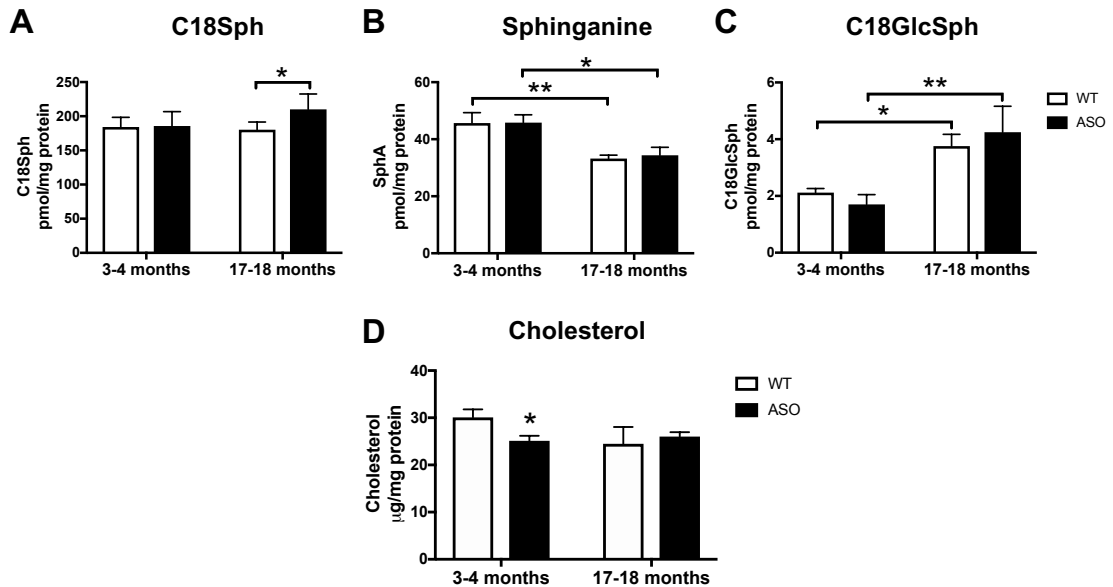 A
C18Sph
C18Sph
pmol/mg protein
250
200
150
100
50
0
*
3-4 months
17-18 months
B
Sphinganine
SphA
pmol/mg protein
60
40
20
0
*
**
3-4 months
17-18 months
C
C18GlcSph
C18GlcSph
pmol/mg protein
6
4
2
0
**
*
3-4 months
17-18 months
WT
ASO
D
Cholesterol
Cholesterol
μg/mg protein
40
30
20
10
0
*
3-4 months
17-18 months
WT
ASO